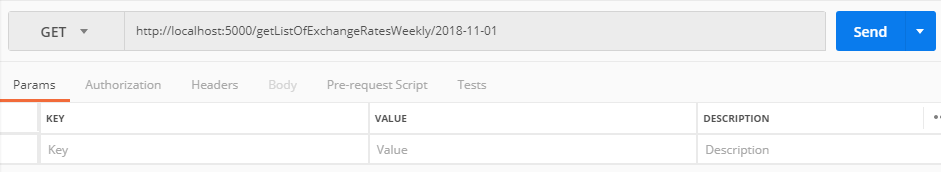 GET http://localhost:5000/getListOfExchangeRatesWeekly/2018-11-01 Send
Params Authorization Headers Body Pre-request Script Tests
KEY VALUE DESCRIPTION
Key Value Description